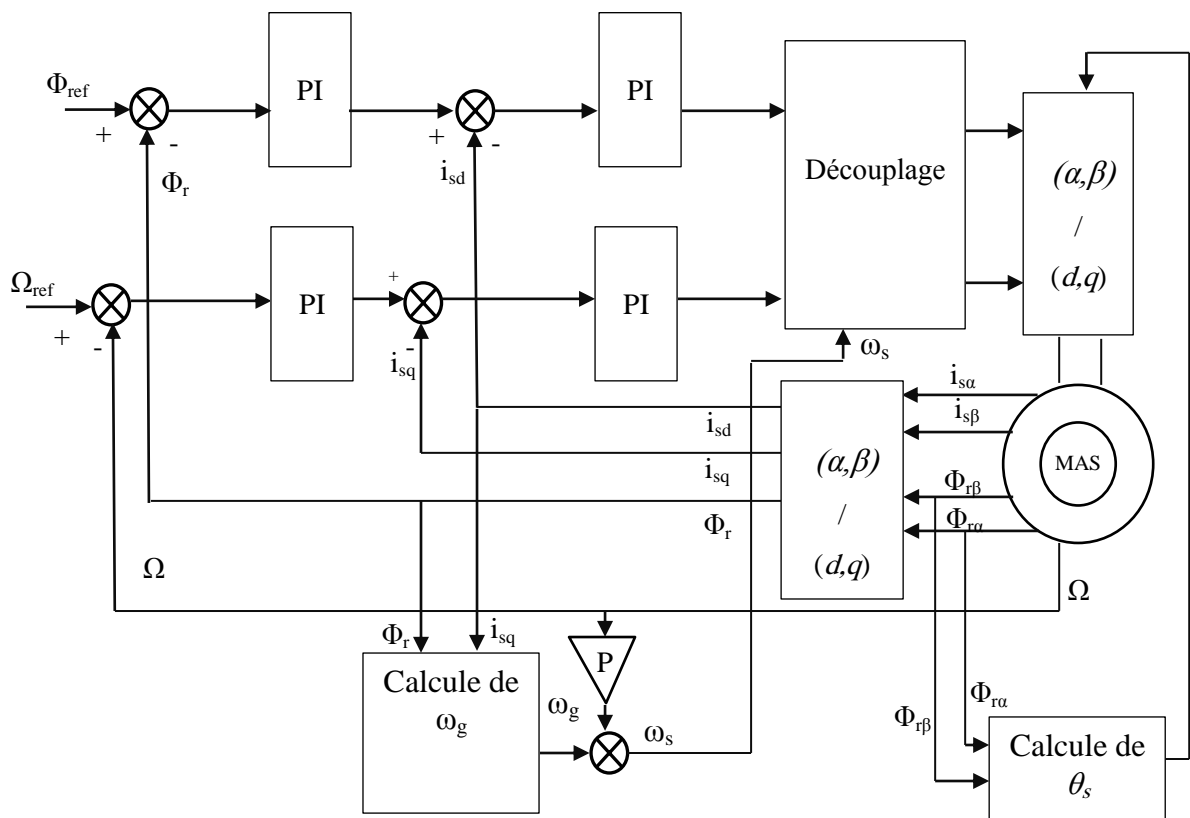 Φref
+
-
Φr
PI
+
-
isd
PI
Découplage
(α,β)
/
(d,q)
Ωref
+
-
PI
+
-
isq
PI
ωs
isα
isβ
isd
isq
(α,β)
/
(d,q)
MAS
Φrβ
Φrα
Φr
Ω
Ω
Φr
isq
P
Calcule de
ωg
ωg
ωs
Φrα
Φrβ
Calcule de
θs